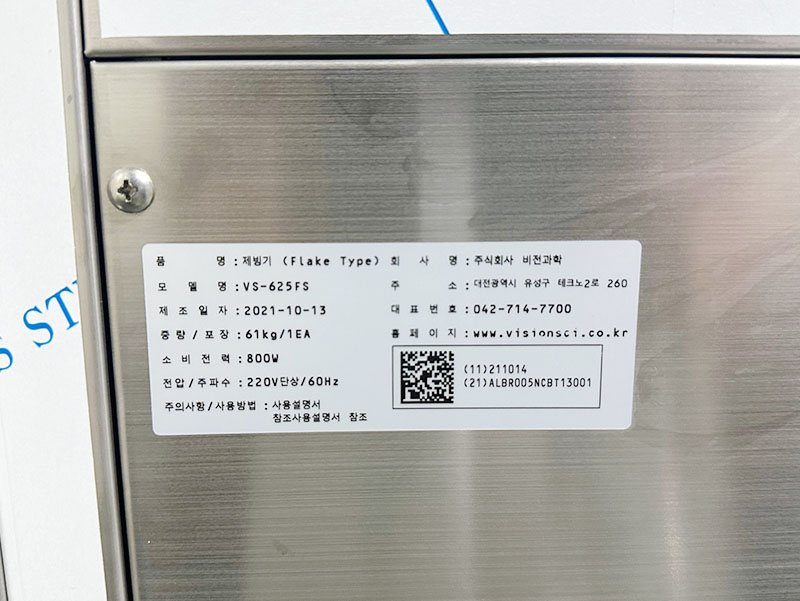 품 명 : 제빙기 (Flake Type)
모 델 명 : VS-625FS
제 조 일 자 : 2021-10-13
중 량 / 포 장 : 61kg/1EA
소 비 전 력 : 800W
전압/주파수 : 220V단상/60Hz
주의사항/사용방법 : 사용설명서
참조사용설명서 참조
회 사 명 : 주식회사 비전과학
주 소 : 대전광역시 유성구 테크노2로 260
대 표 번 호 : 042-714-7700
홈 페 이 지 : www.visionsci.co.kr
(11)211014
(21)ALBR005NCBT13001
S ST